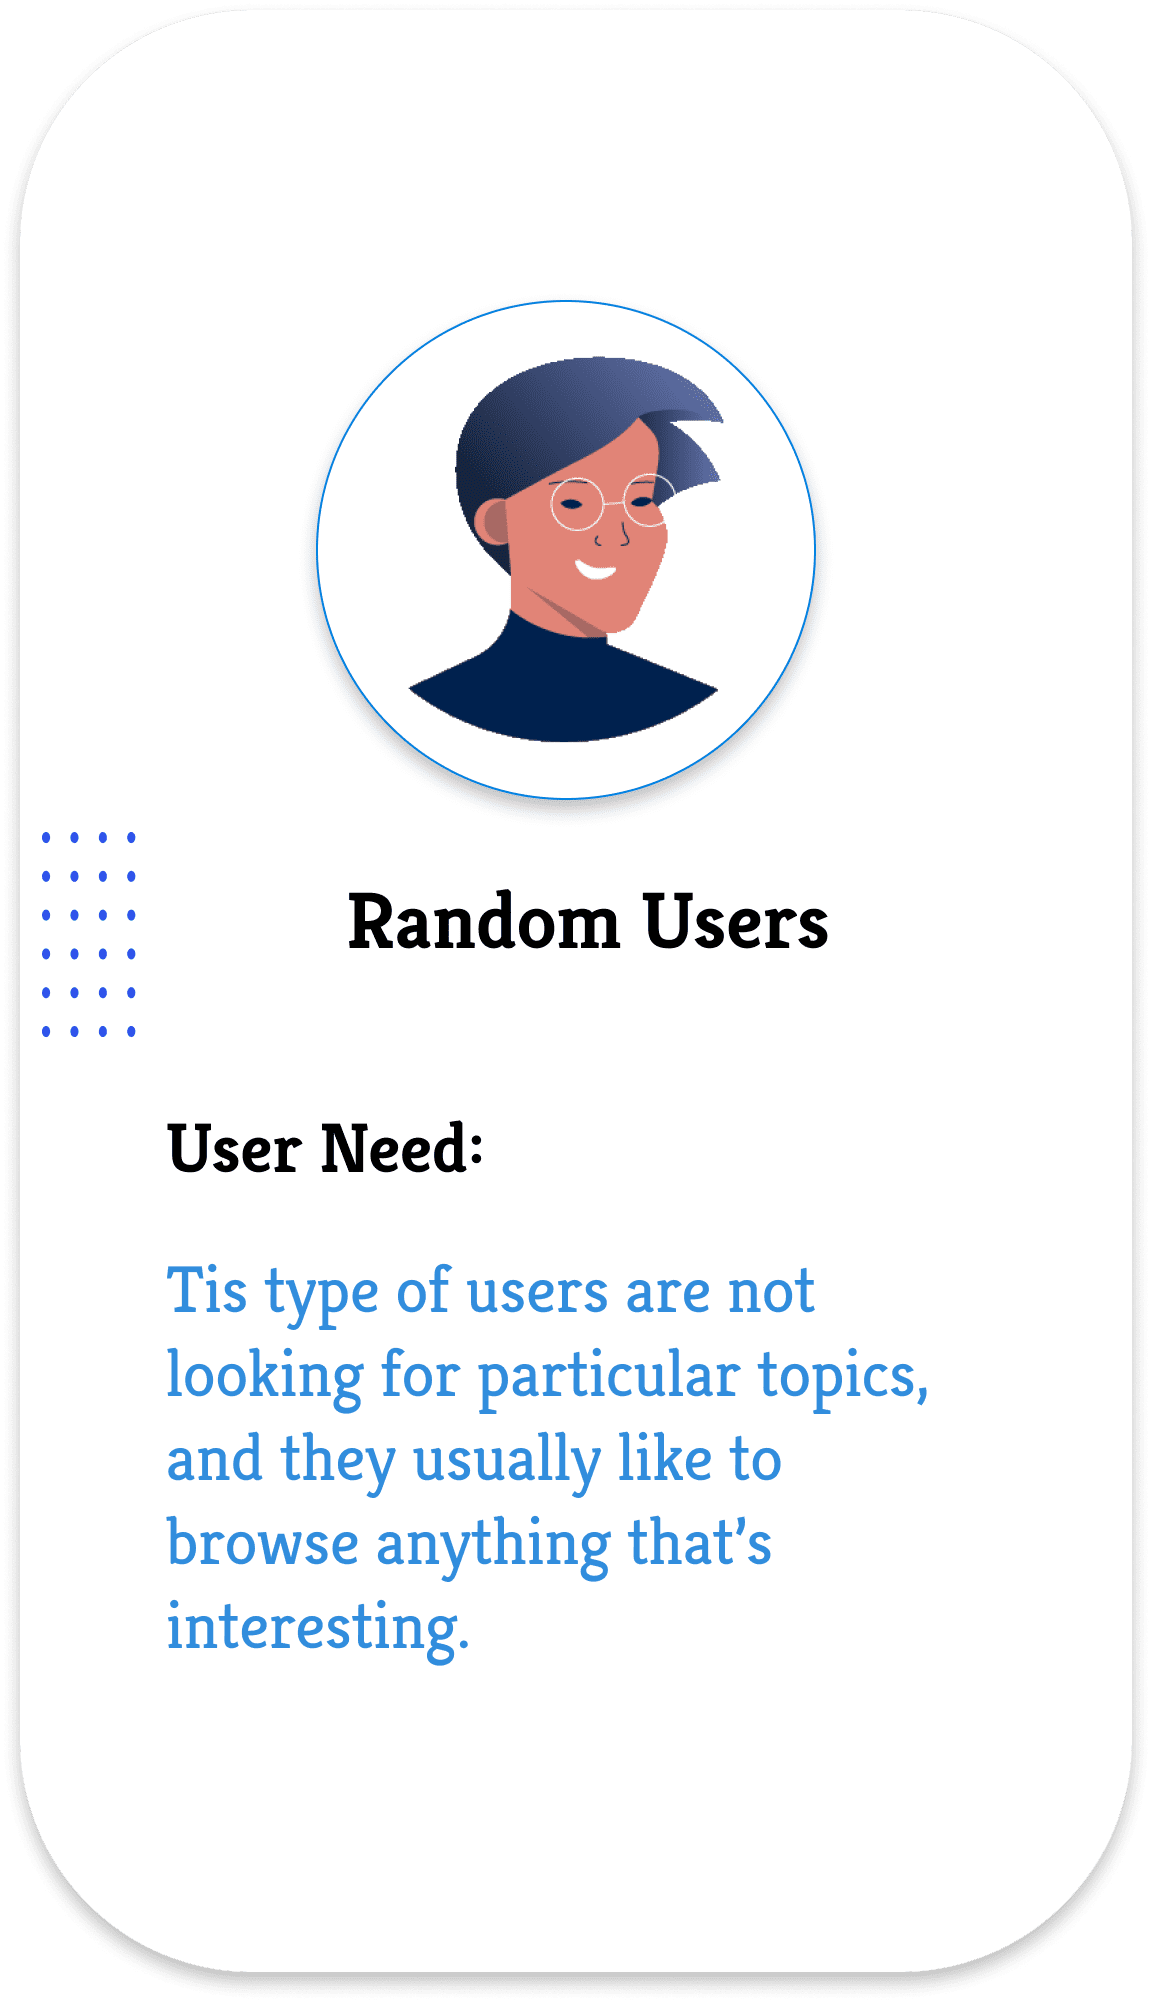 Random Users
User Need:
Tis type of users are not
looking for particular topics,
and they usually like to
browse anything that’s
interesting.